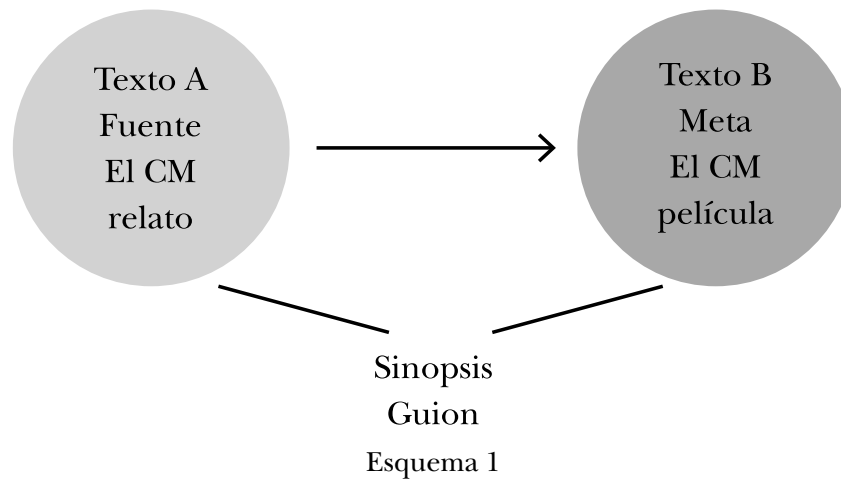 Texto A
Fuente
El CM
relato
Texto B
Meta
El CM
película
Sinopsis
Guion
Esquema 1